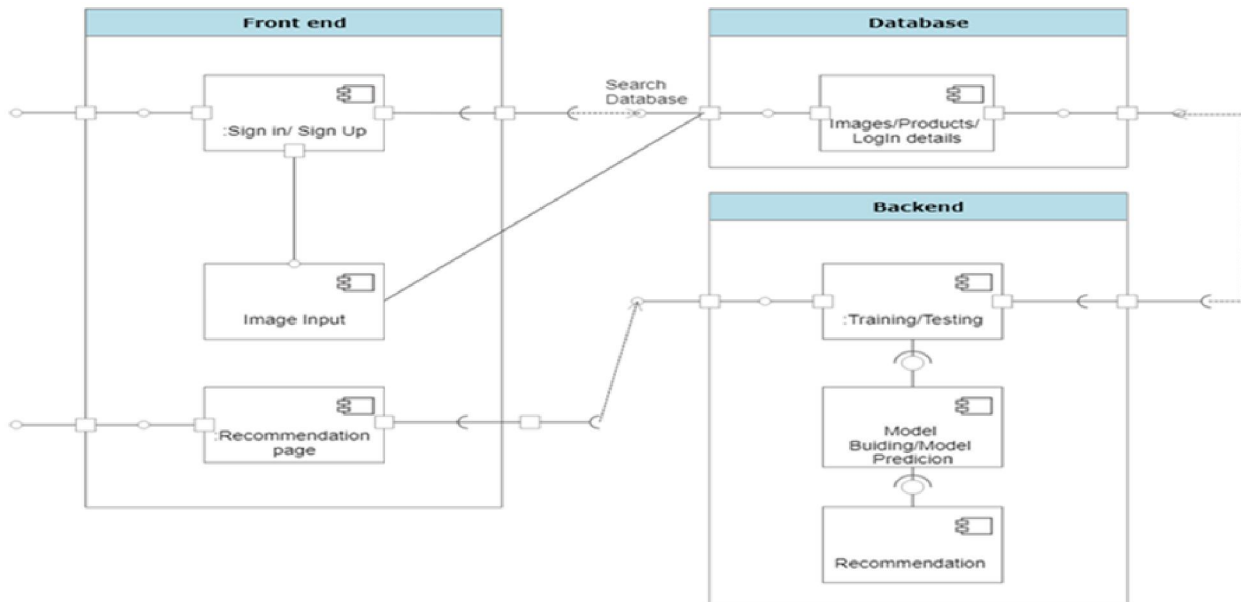 Front end
:Sign in/ Sign Up
Image Input
:Recommendation
page
Search
Database
Database
Images/Products/
LogIn details
Backend
:Training/Testing
Model
Buiding/Model
Predicion
Recommendation